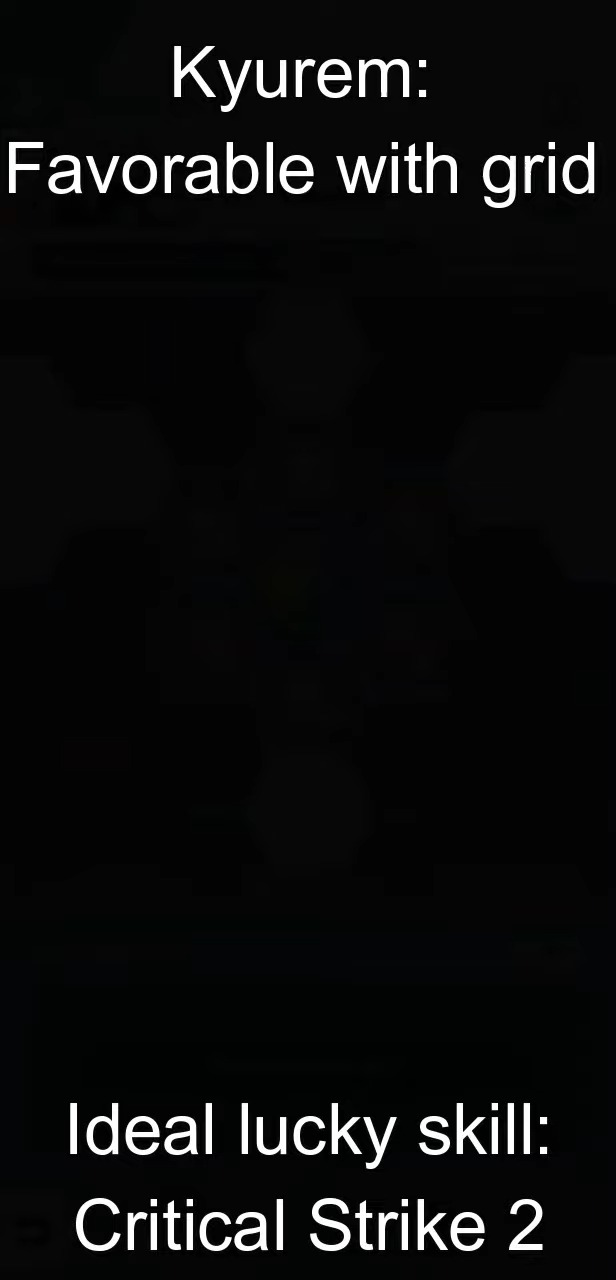 Kyurem:
Favorable with grid
Ideal lucky skill:
Critical Strike 2